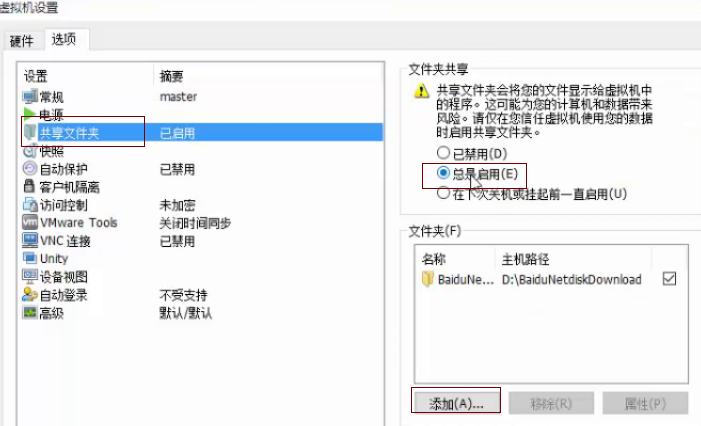 虚拟机设置
硬件 选项
设置 摘要
常规 master
电源
共享文件夹 已启用
快照
自动保护 已禁用
客户机隔离
访问控制 未加密
VMware Tools 关闭时间同步
VNC 连接 已禁用
Unity
设备视图
自动登录 不受支持
高级 默认/默认
文件夹共享
共享文件夹会将您的文件显示给虚拟机中
的程序。这可能为您的计算机和数据带来
风险。请仅在您信任虚拟机使用您的数据
时启用共享文件夹。
已禁用(D)
总是启用(E)
在下次关机或挂起前一直启用(U)
文件夹(F)
名称 主机路径
BaiduNe... D:\BaiduNetdiskDownload
添加(A)... 移除(R) 属性(P)